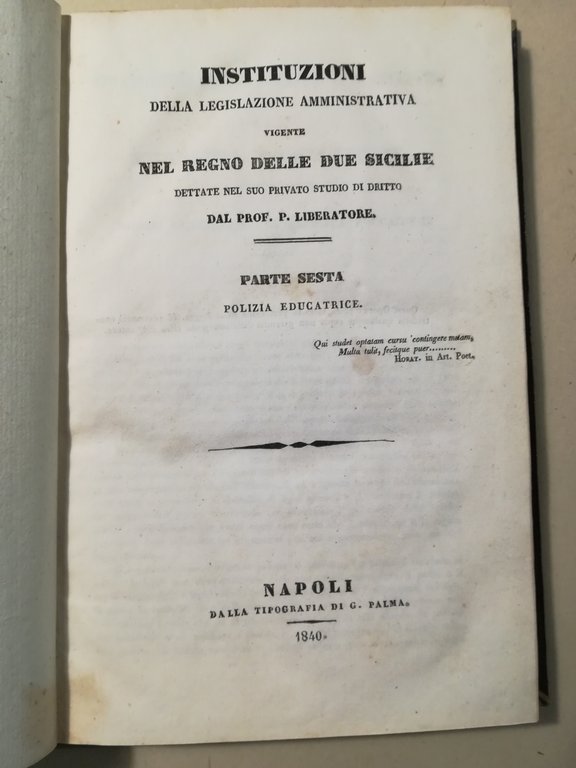 INSTITUZIONI
DELLA LEGISLAZIONE AMMINISTRATIVA
VIGENTE
NEL REGNO DELLE DUE SICILIE
DETTATE NEL SUO PRIVATO STUDIO DI DRITTO
DAL PROF. P. LIBERATORE.
PARTE SESTA
POLIZIA EDUCATRICE.
Qui studet optatam cursu contingere metam,
Multa tulit, fecitque puer.........
HORAT. in Art. Poet.
NAPOLI
DALLA TIPOGRAFIA DI G. PALMA.
1840.